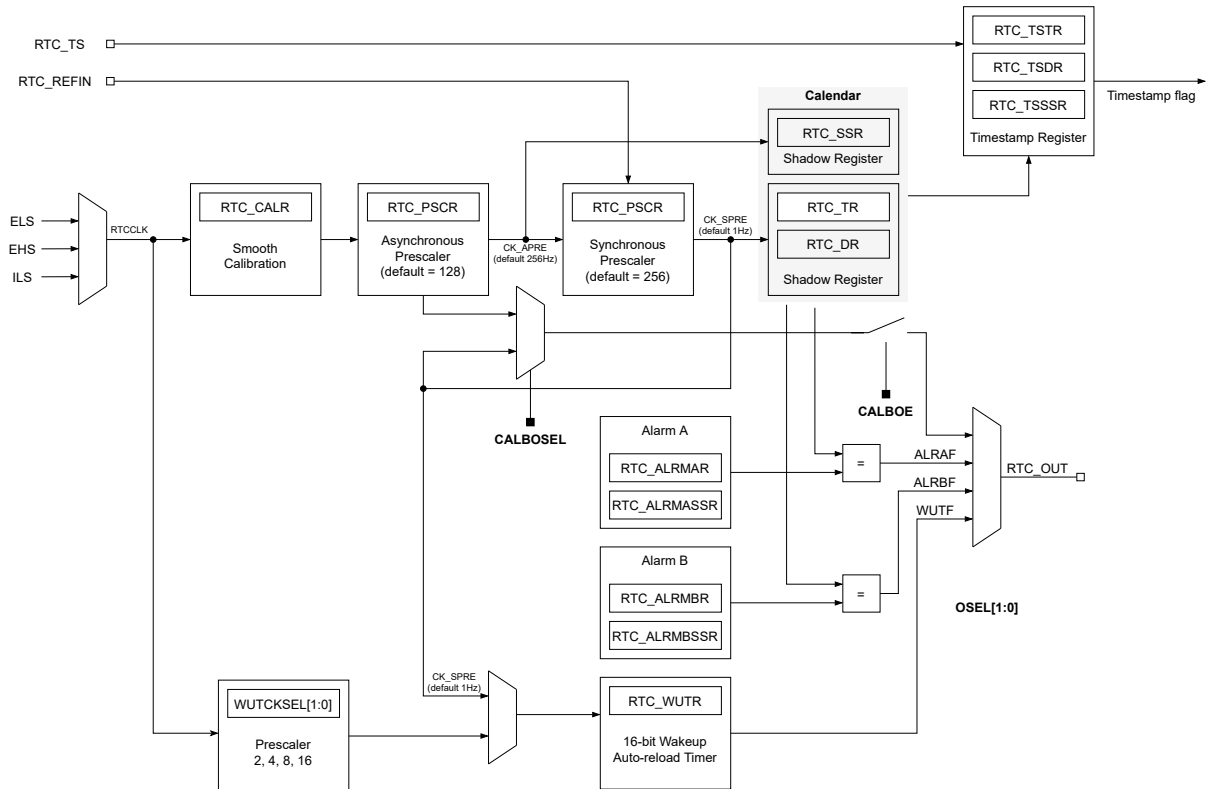 RTC_TS
RTC_REFIN
RTC_TSTR
RTC_TSDR
RTC_TSSSR
Timestamp Register
Timestamp flag
Calendar
RTC_SSR
Shadow Register
RTC_TR
RTC_DR
Shadow Register
ELS
EHS
ILS
RTCCLK
RTC_CALR
Smooth
Calibration
RTC_PSCR
Asynchronous
Prescaler
(default = 128)
CK_APRE
(default 256Hz)
RTC_PSCR
Synchronous
Prescaler
(default = 256)
CK_SPRE
(default 1Hz)
CALBOSEL
CALBOE
Alarm A
RTC_ALRMAR
RTC_ALRMASSR
=
ALRAF
ALRBF
WUTF
RTC_OUT
Alarm B
RTC_ALRMBR
RTC_ALRMBSSR
=
OSEL[1:0]
CK_SPRE
(default 1Hz)
WUTCKSEL[1:0]
Prescaler
2, 4, 8, 16
RTC_WUTR
16-bit Wakeup
Auto-reload Timer